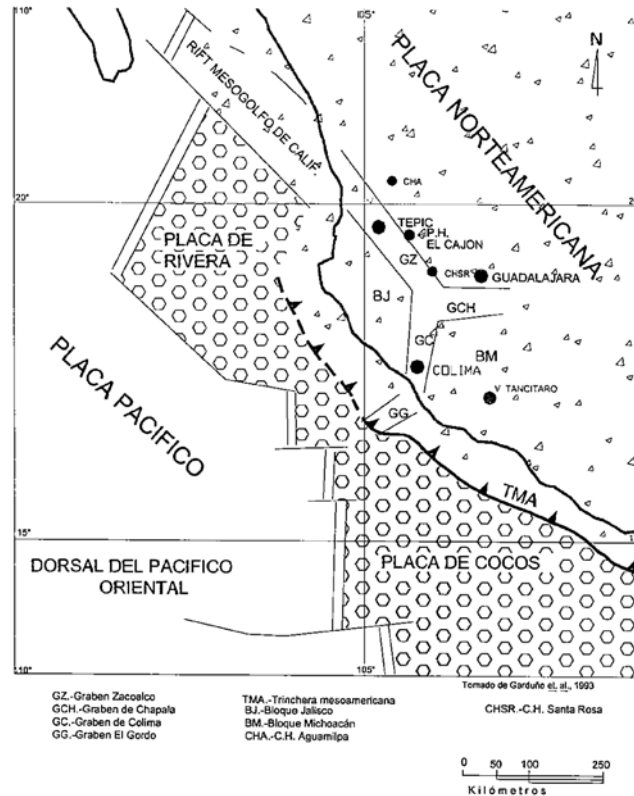 105°
PLACA NORTEAMERICANA
N
RIFT MESOGOLFO DE CALIF.
CHA
110°
20°
TEPIC
P.H.
EL CAJON
PLACA DE
RIVERA
GZ
CHSR
GUADALAJARA
BJ
GCH
GC
BM
COLIMA
V TANCITARO
PLACA PACIFICO
GG
TMA
15°
DORSAL DEL PACIFICO
ORIENTAL
PLACA DE COCOS
110°
105°
Tomado de Garduño et. al., 1993
GZ.-Graben Zacoalco
GCH.-Graben de Chapala
GC.-Graben de Colima
GG.-Graben El Gordo
TMA.-Trinchera mesoamericana
BJ.-Bloque Jalisco
BM.-Bloque Michoacán
CHA.-C.H. Aguamilpa
CHSR.-C.H. Santa Rosa
0 50 100 250
Kilómetros